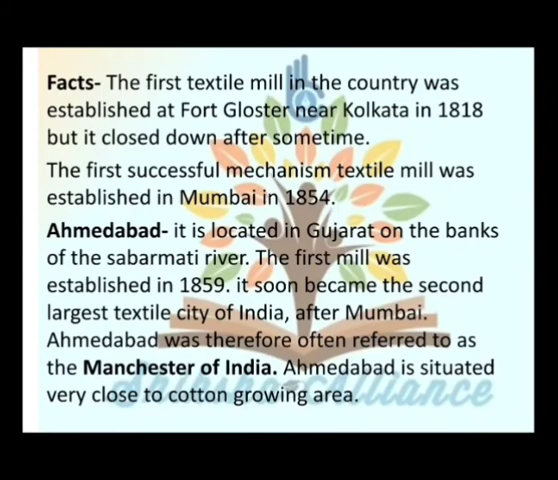 Facts- The first textile mill in the country was
established at Fort Gloster near Kolkata in 1818
but it closed down after sometime.
The first successful mechanism textile mill was
established in Mumbai in 1854.
Ahmedabad- it is located in Gujarat on the banks
of the sabarmati river. The first mill was
established in 1859. it soon became the second
largest textile city of India, after Mumbai.
Ahmedabad was therefore often referred to as
the Manchester of India. Ahmedabad is situated
very close to cotton growing area.
Alliance